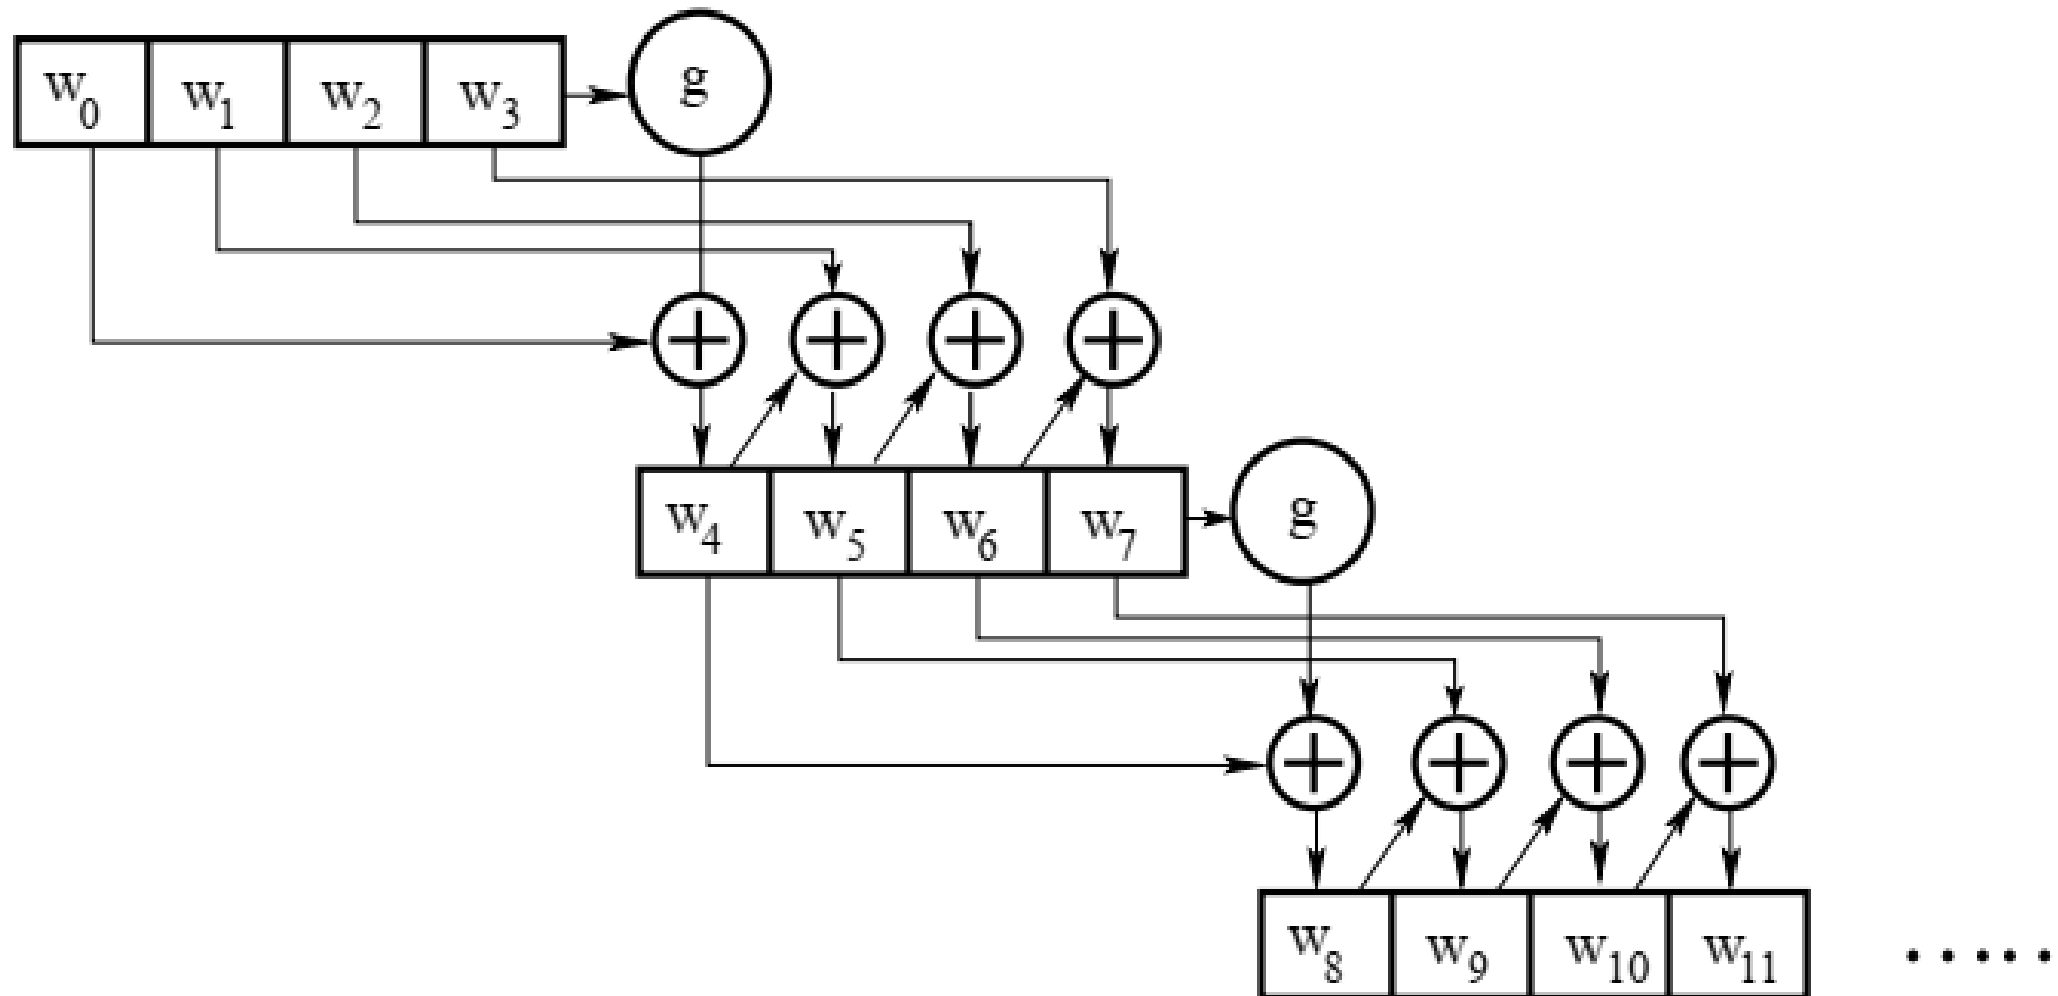 w0 w1 w2 w3 g
+ + + +
w4 w5 w6 w7 g
+ + + +
w8 w9 w10 w11 .....